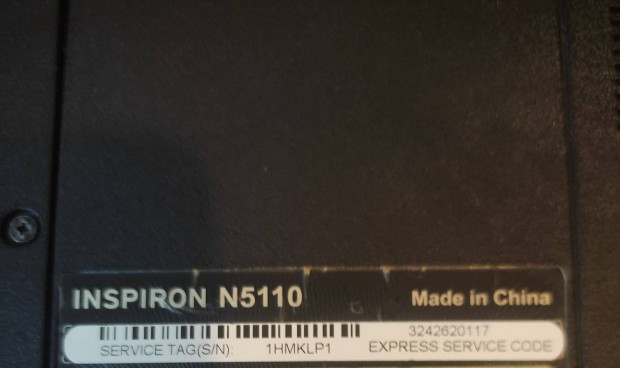 INSPIRON N5110 Made in China
3242620117
SERVICE TAG(S/N): 1HMKLP1 EXPRESS SERVICE CODE